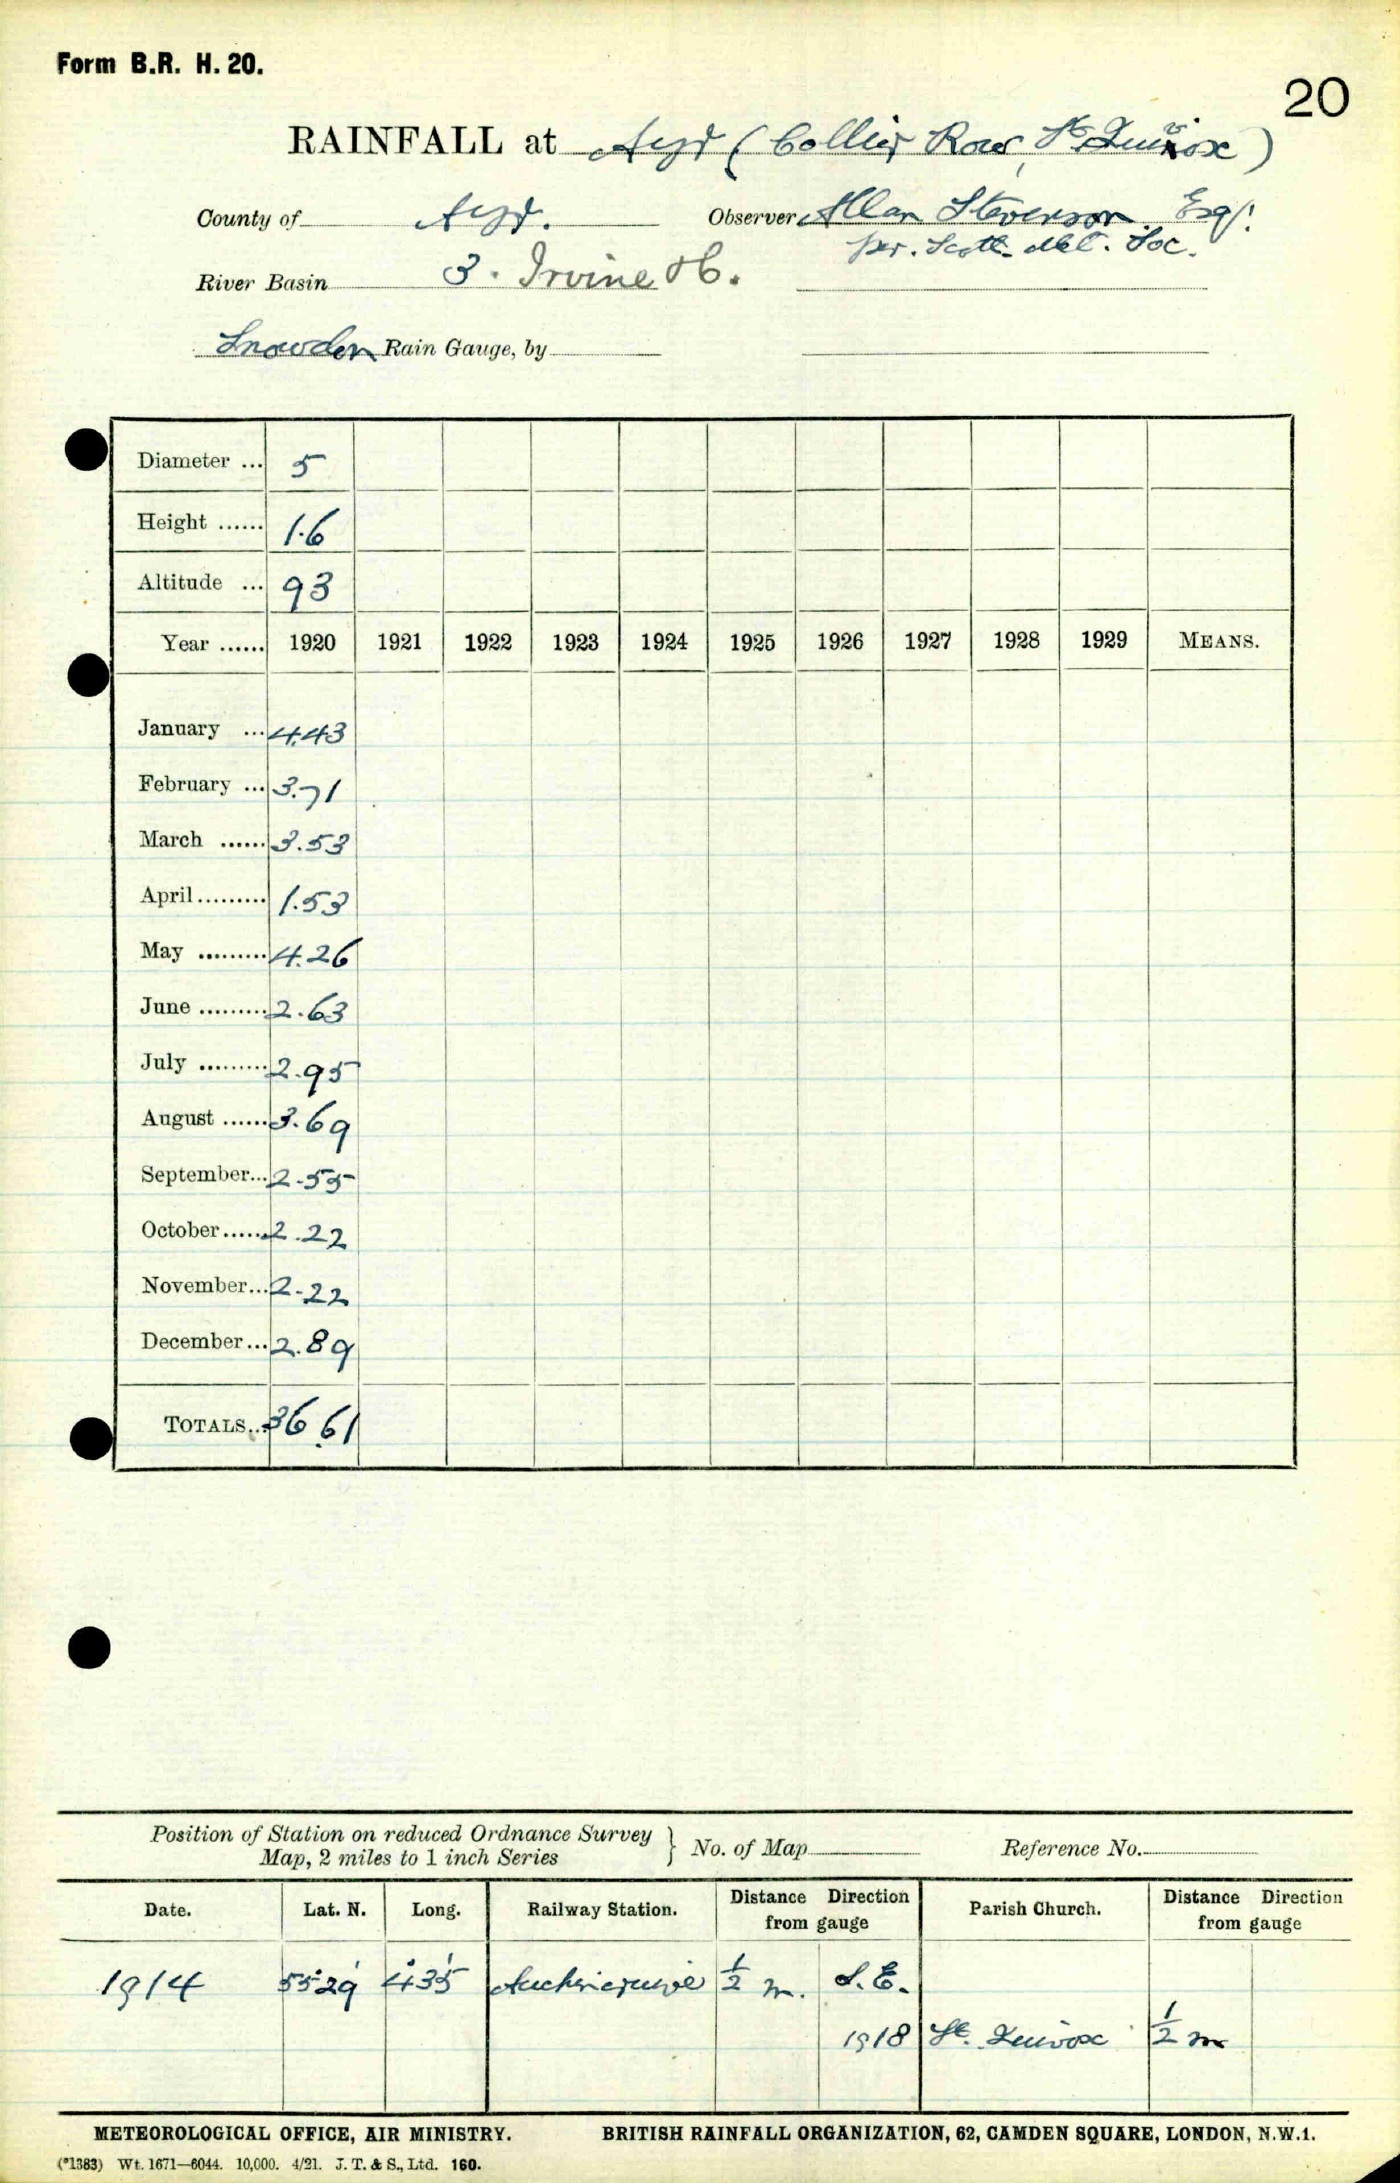 Form B.R. H. 20.
20
RAINFALL at Ayr (Collier Row, St. Quivox)
County of Ayr. Observer Allan Stevenson Esq.
per. Scott. Met. Soc.
River Basin 3. Irvine &c.
Snowdon Rain Gauge, by
Diameter ... 5
Height ...... 1.6
Altitude ... 93
Year ...... 1920 1921 1922 1923 1924 1925 1926 1927 1928 1929 MEANS.
January ... 4.43
February ... 3.71
March ...... 3.53
April ......... 1.53
May ......... 4.26
June ......... 2.63
July ......... 2.95
August ...... 3.69
September... 2.55
October...... 2.22
November... 2.22
December... 2.89
TOTALS... 36.61
Position of Station on reduced Ordnance Survey
Map, 2 miles to 1 inch Series } No. of Map Reference No.
Date. Lat. N. Long. Railway Station. Distance Direction from gauge Parish Church. Distance Direction from gauge
1914 55°29' 4°35' Auchincruive ½ m. S.E.
1918 St. Quivox ½ m
METEOROLOGICAL OFFICE, AIR MINISTRY. BRITISH RAINFALL ORGANIZATION, 62, CAMDEN SQUARE, LONDON, N.W.1.
(*1383) Wt. 1671—6044. 10,000. 4/21. J. T. & S., Ltd. 160.